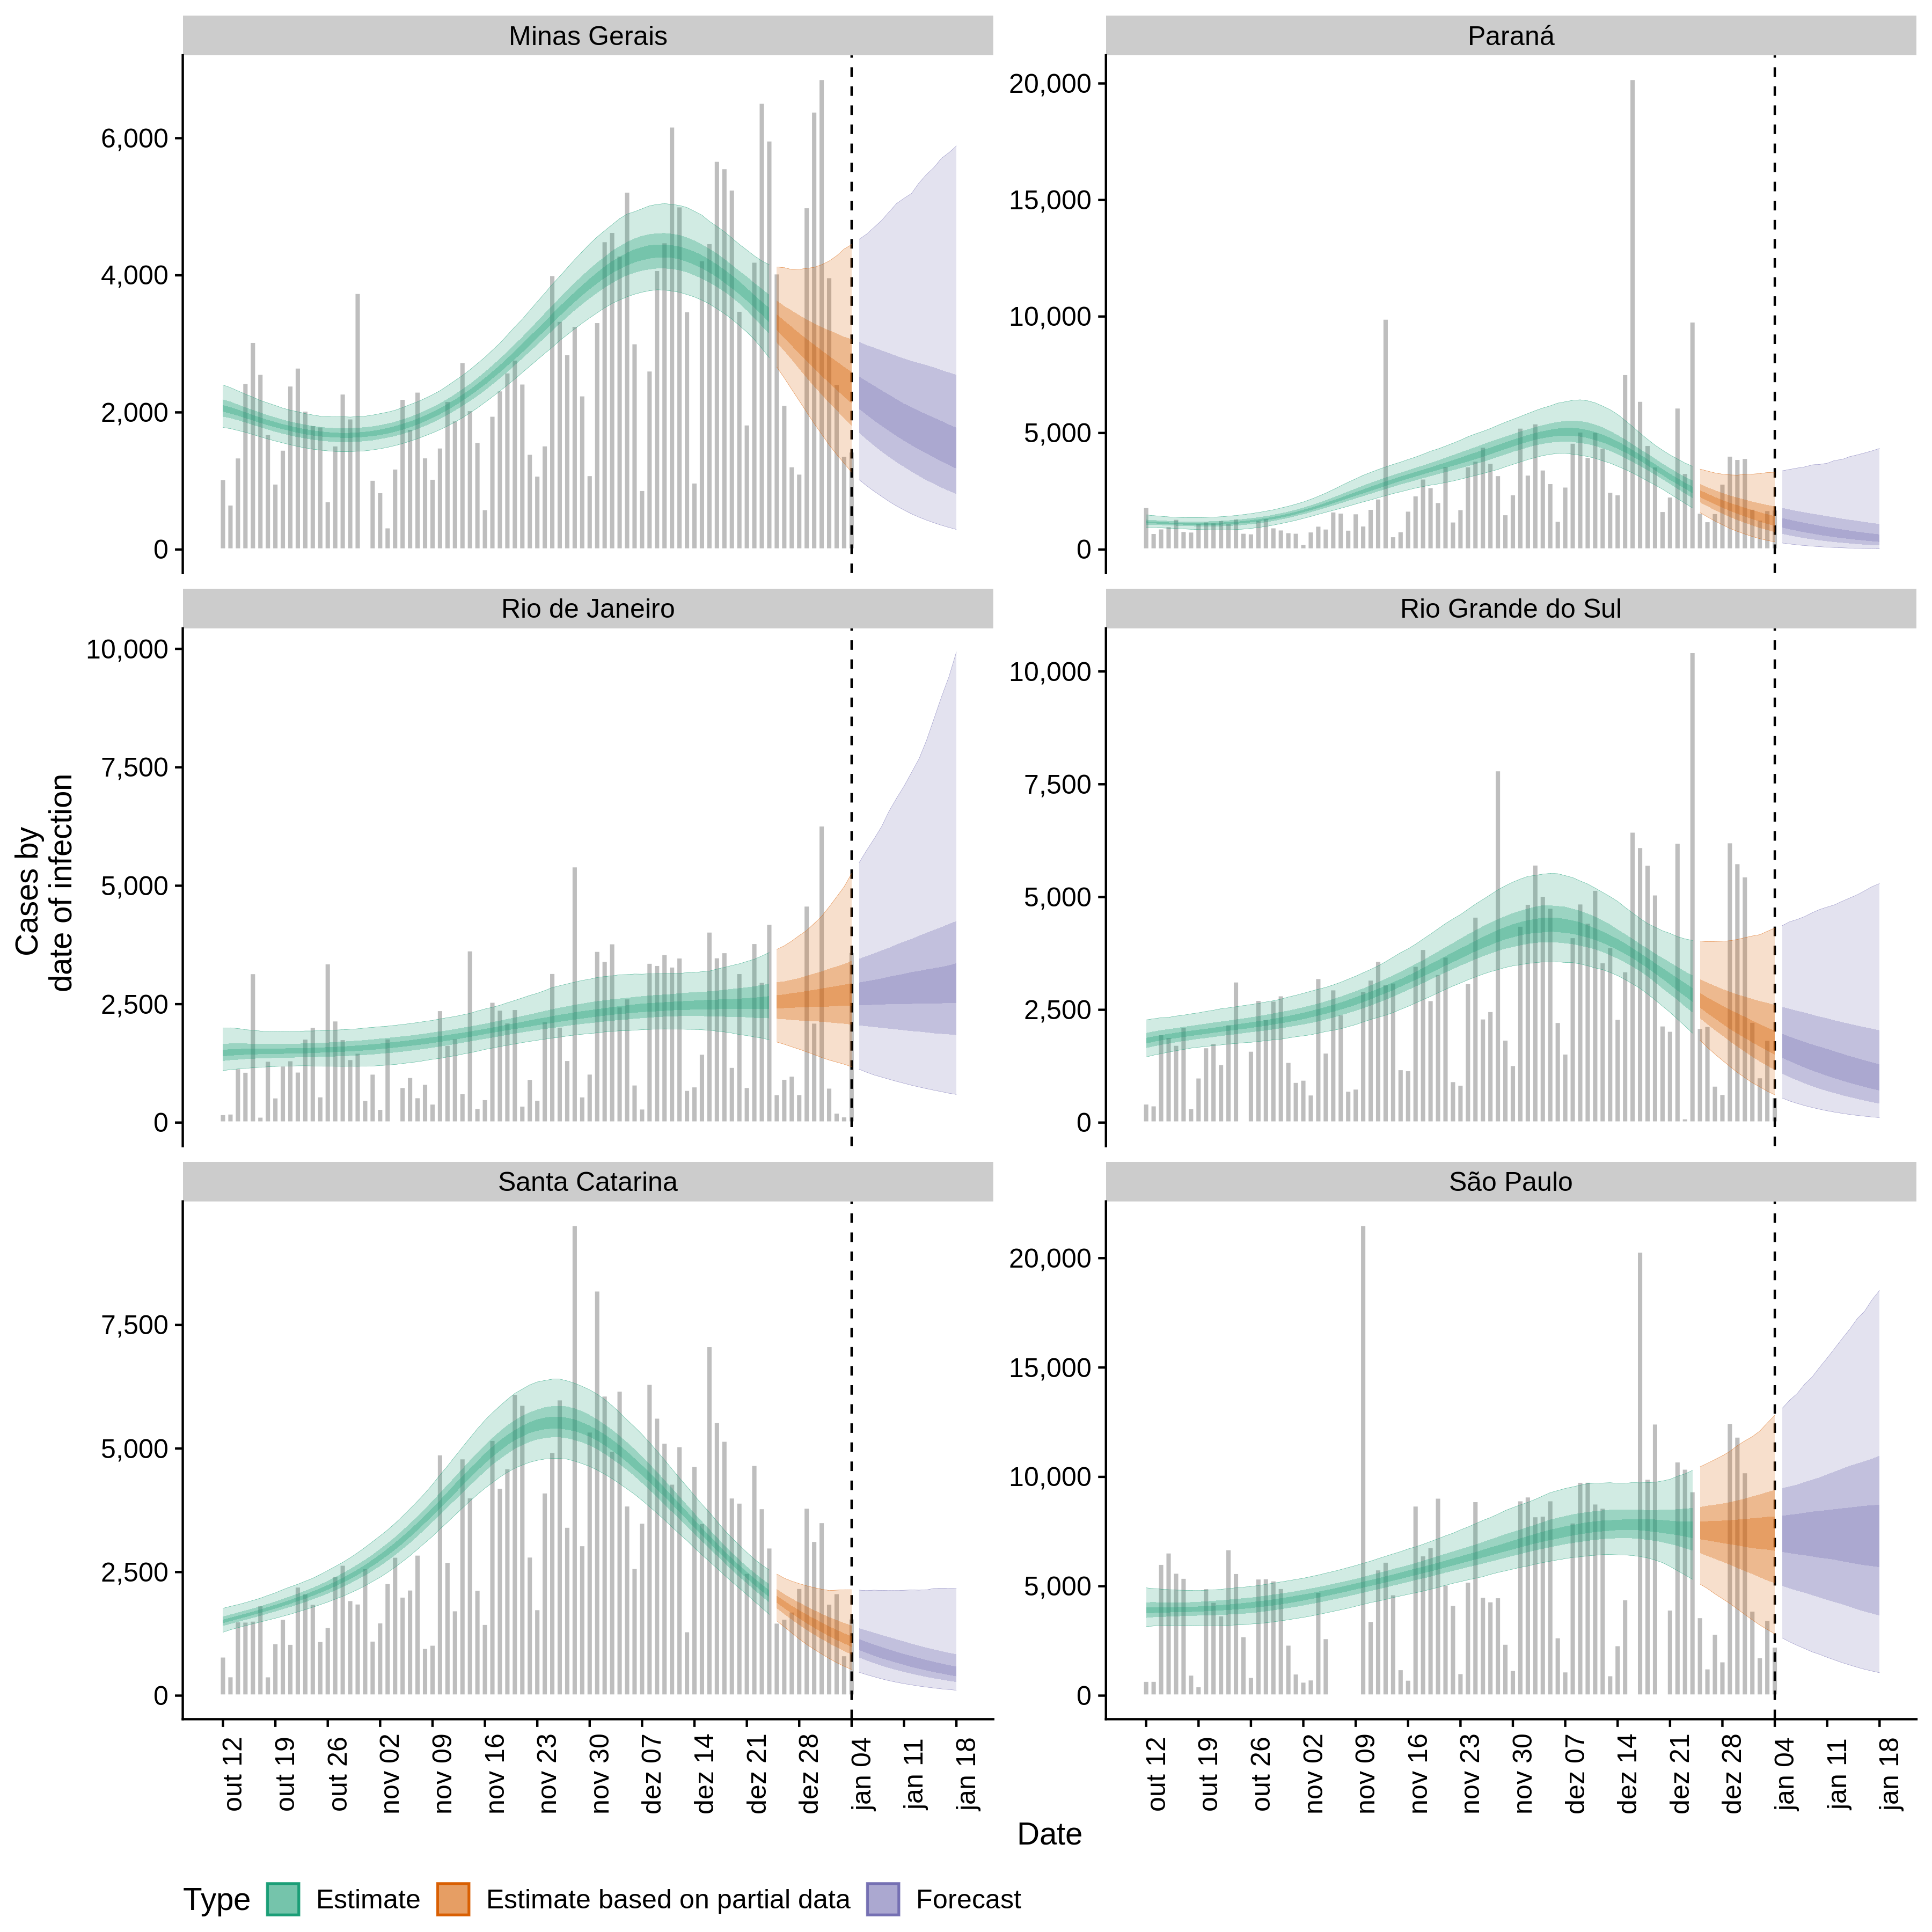 Minas Gerais
Paraná
6,000
4,000
2,000
0
20,000
15,000
10,000
5,000
0
Rio de Janeiro
Rio Grande do Sul
10,000
7,500
5,000
2,500
0
10,000
7,500
5,000
2,500
0
Cases by
date of infection
Santa Catarina
São Paulo
7,500
5,000
2,500
0
20,000
15,000
10,000
5,000
0
out 12
out 19
out 26
nov 02
nov 09
nov 16
nov 23
nov 30
dez 07
dez 14
dez 21
dez 28
jan 04
jan 11
jan 18
out 12
out 19
out 26
nov 02
nov 09
nov 16
nov 23
nov 30
dez 07
dez 14
dez 21
dez 28
jan 04
jan 11
jan 18
Date
Type Estimate Estimate based on partial data Forecast